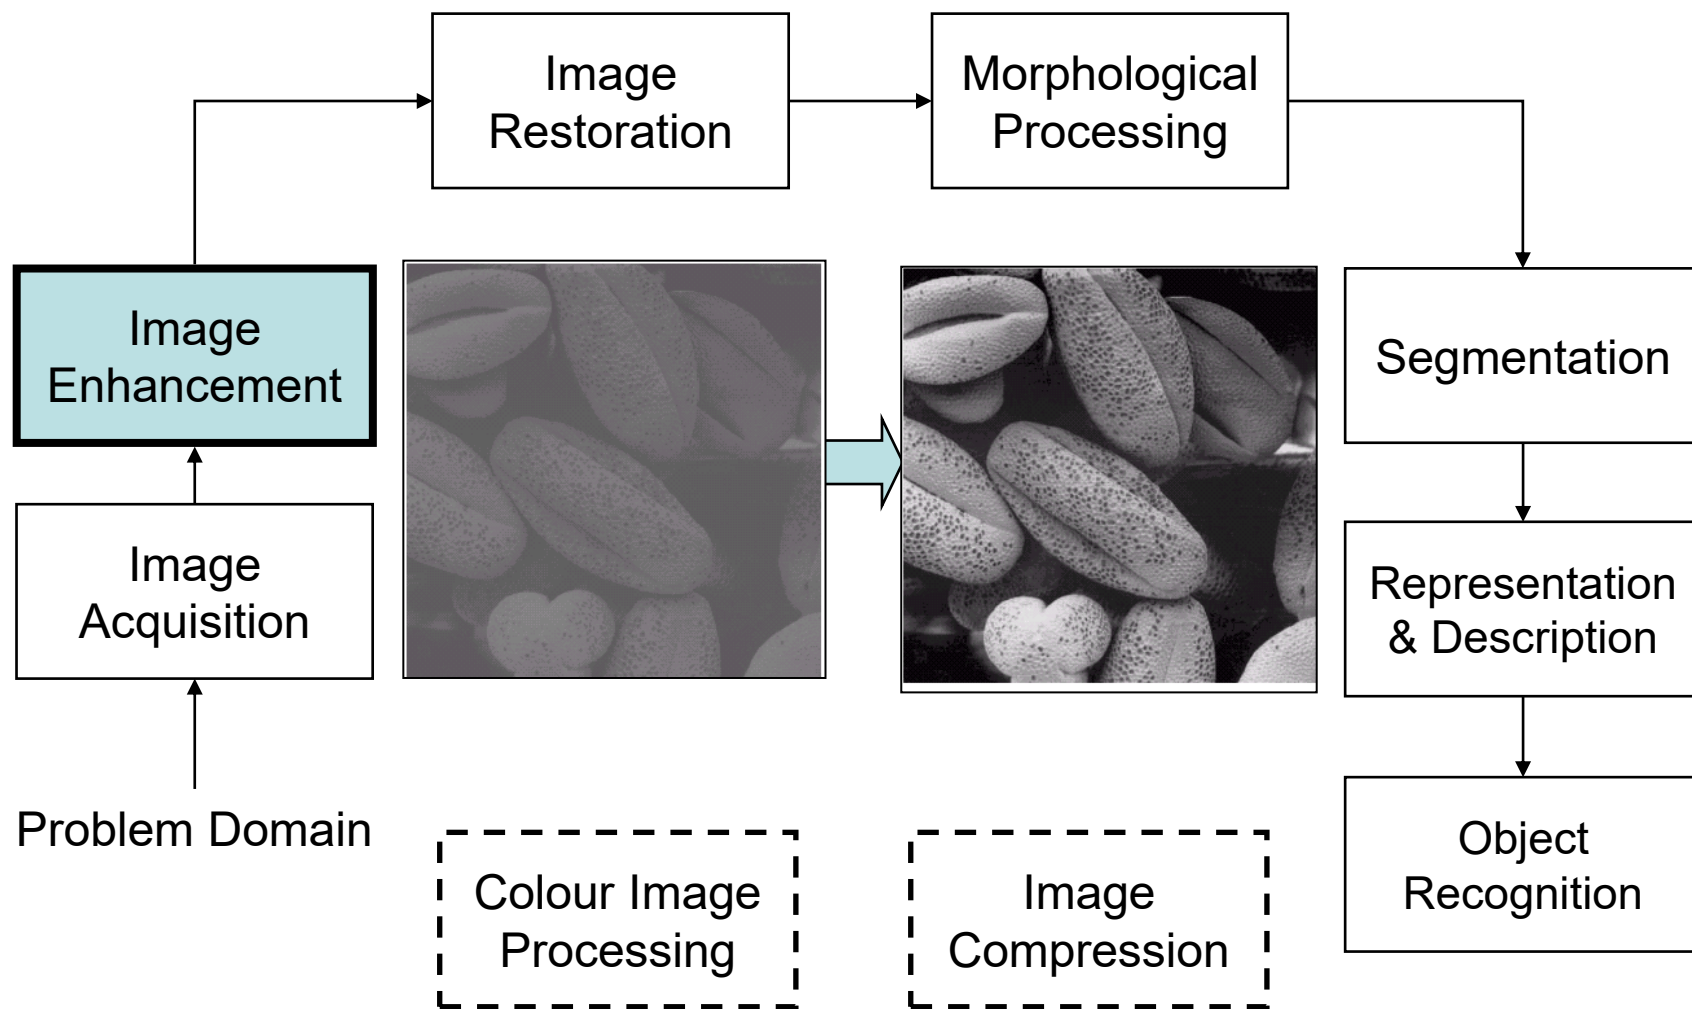 Image
Restoration
Morphological
Processing
Image
Enhancement
Segmentation
Image
Acquisition
Representation
& Description
Problem Domain
Colour Image
Processing
Image
Compression
Object
Recognition